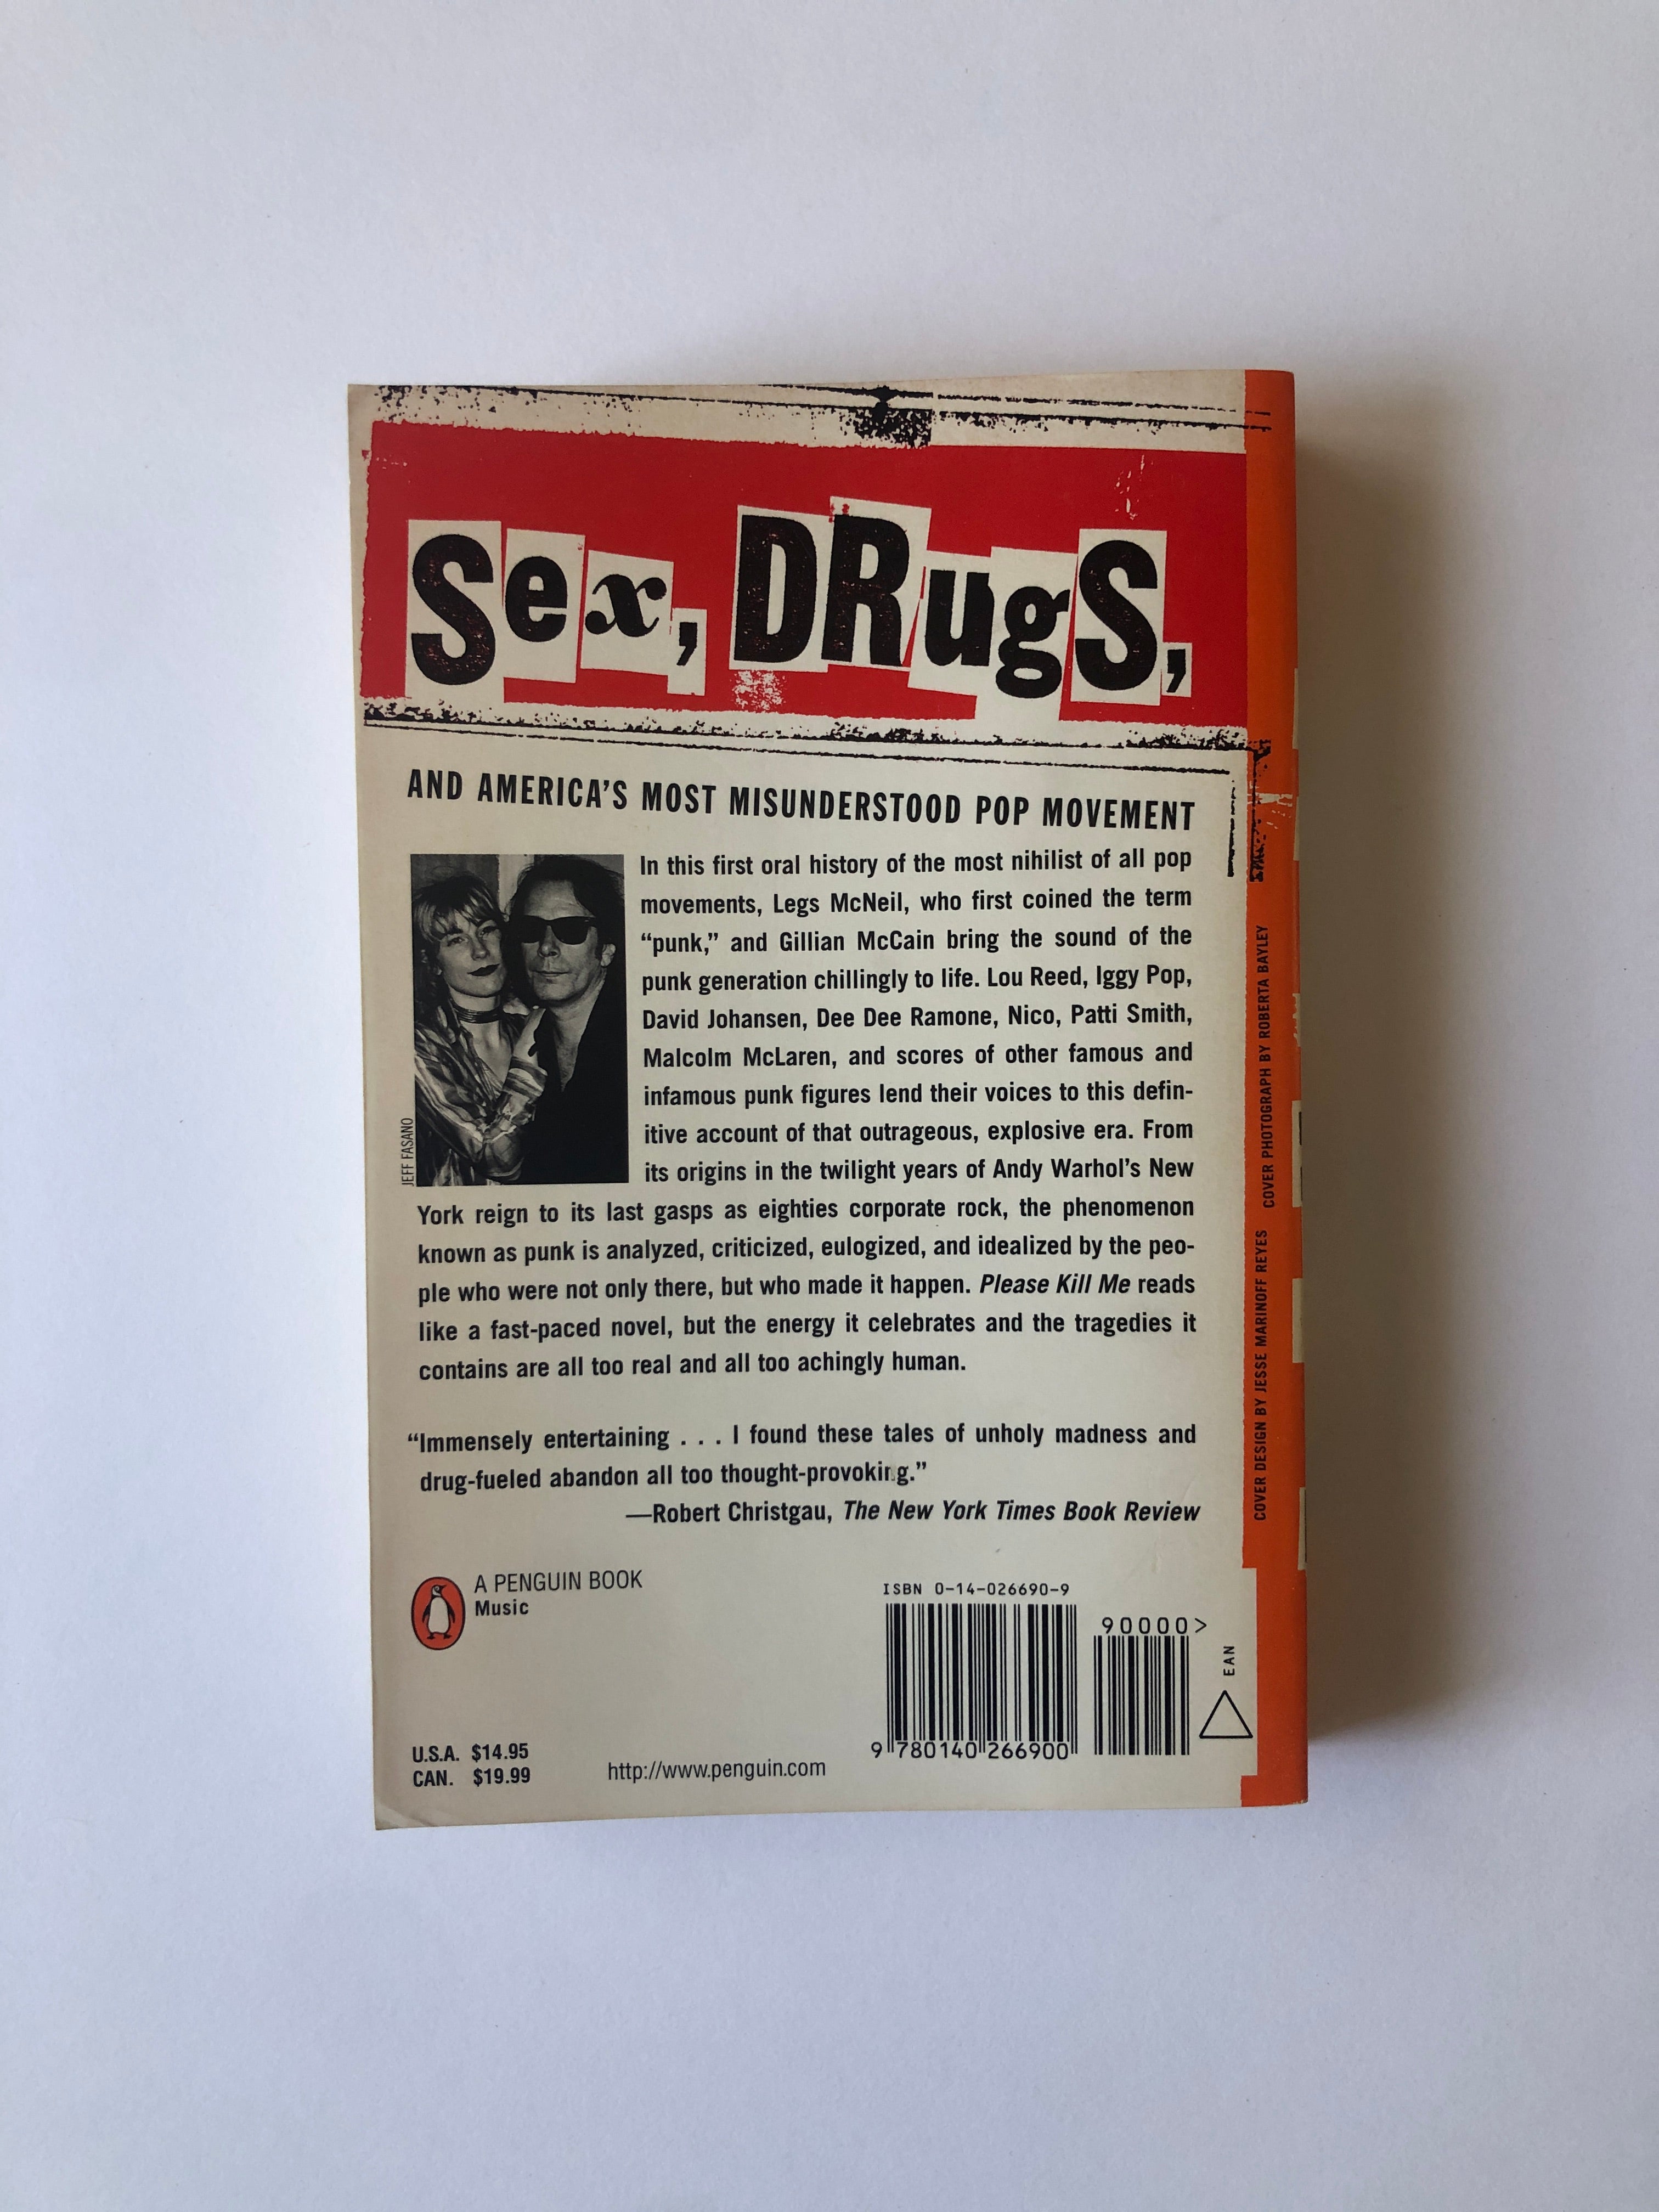 Sex, DRugS,
AND AMERICA'S MOST MISUNDERSTOOD POP MOVEMENT
In this first oral history of the most nihilist of all pop
movements, Legs McNeil, who first coined the term
“punk,” and Gillian McCain bring the sound of the
punk generation chillingly to life. Lou Reed, Iggy Pop,
David Johansen, Dee Dee Ramone, Nico, Patti Smith,
Malcolm McLaren, and scores of other famous and
infamous punk figures lend their voices to this defin-
itive account of that outrageous, explosive era. From
its origins in the twilight years of Andy Warhol's New
York reign to its last gasps as eighties corporate rock, the phenomenon
known as punk is analyzed, criticized, eulogized, and idealized by the peo-
ple who were not only there, but who made it happen. Please Kill Me reads
like a fast-paced novel, but the energy it celebrates and the tragedies it
contains are all too real and all too achingly human.
JEFF FASANO
“Immensely entertaining . . . I found these tales of unholy madness and
drug-fueled abandon all too thought-provoking.”
—Robert Christgau, The New York Times Book Review
A PENGUIN BOOK
Music
ISBN 0-14-026690-9
90000>
EAN
9 780140 266900
U.S.A. $14.95
CAN. $19.99
http://www.penguin.com
COVER DESIGN BY JESSE MARINOFF REYES
COVER PHOTOGRAPH BY ROBERTA BAYLEY